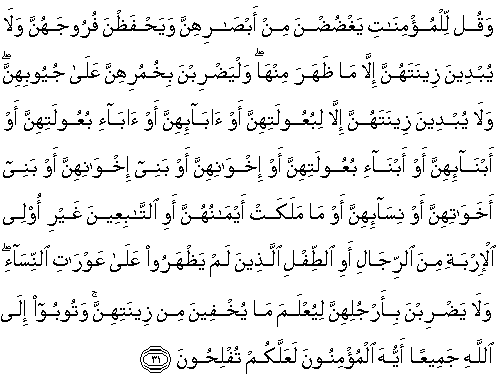 وَقُل لِّلْمُؤْمِنَـٰتِ يَغْضُضْنَ مِنْ أَبْصَـٰرِهِنَّ وَيَحْفَظْنَ فُرُوجَهُنَّ وَلَا
يُبْدِينَ زِينَتَهُنَّ إِلَّا مَا ظَهَرَ مِنْهَا ۖ وَلْيَضْرِبْنَ بِخُمُرِهِنَّ عَلَىٰ جُيُوبِهِنَّ ۖ
وَلَا يُبْدِينَ زِينَتَهُنَّ إِلَّا لِبُعُولَتِهِنَّ أَوْ ءَابَآئِهِنَّ أَوْ ءَابَآءِ بُعُولَتِهِنَّ أَوْ
أَبْنَآئِهِنَّ أَوْ أَبْنَآءِ بُعُولَتِهِنَّ أَوْ إِخْوَٰنِهِنَّ أَوْ بَنِىٓ إِخْوَٰنِهِنَّ أَوْ بَنِىٓ
أَخَوَٰتِهِنَّ أَوْ نِسَآئِهِنَّ أَوْ مَا مَلَكَتْ أَيْمَـٰنُهُنَّ أَوِ ٱلتَّـٰبِعِينَ غَيْرِ أُو۟لِى
ٱلْإِرْبَةِ مِنَ ٱلرِّجَالِ أَوِ ٱلطِّفْلِ ٱلَّذِينَ لَمْ يَظْهَرُوا۟ عَلَىٰ عَوْرَٰتِ ٱلنِّسَآءِ ۖ
وَلَا يَضْرِبْنَ بِأَرْجُلِهِنَّ لِيُعْلَمَ مَا يُخْفِينَ مِن زِينَتِهِنَّ ۚ وَتُوبُوٓا۟ إِلَى
ٱللَّهِ جَمِيعًا أَيُّهَ ٱلْمُؤْمِنُونَ لَعَلَّكُمْ تُفْلِحُونَ ‎﴿٣١﴾‏